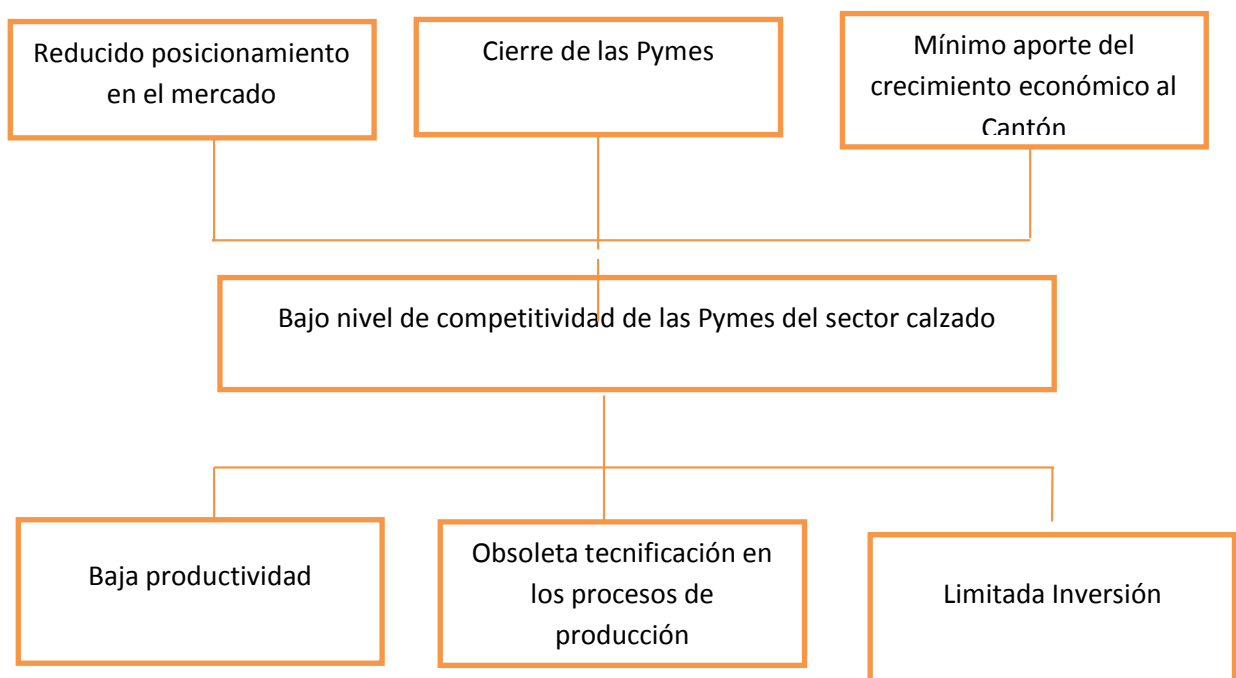 Reducido posicionamiento
en el mercado
Cierre de las Pymes
Mínimo aporte del
crecimiento económico al
Cantón
Bajo nivel de competitividad de las Pymes del sector calzado
Baja productividad
Obsoleta tecnificación en
los procesos de
producción
Limitada Inversión